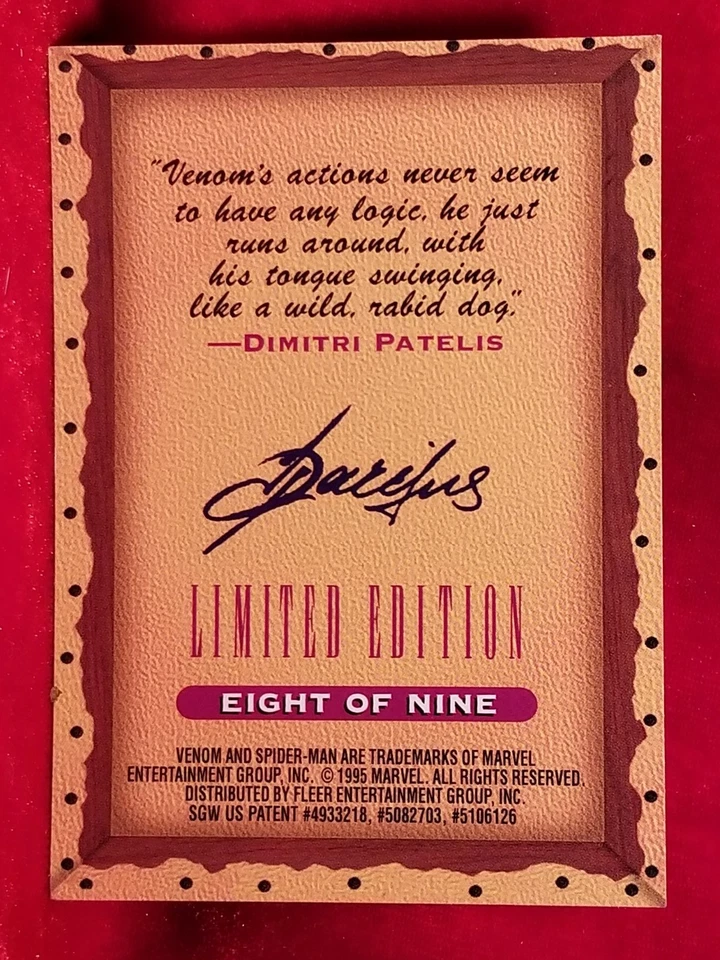 "Venom's actions never seem
to have any logic, he just
runs around, with
his tongue swinging,
like a wild, rabid dog."
—DIMITRI PATELIS
LIMITED EDITION
EIGHT OF NINE
VENOM AND SPIDER-MAN ARE TRADEMARKS OF MARVEL
ENTERTAINMENT GROUP, INC. ©1995 MARVEL. ALL RIGHTS RESERVED.
DISTRIBUTED BY FLEER ENTERTAINMENT GROUP, INC.
SGW US PATENT #4933218, #5082703, #5106126